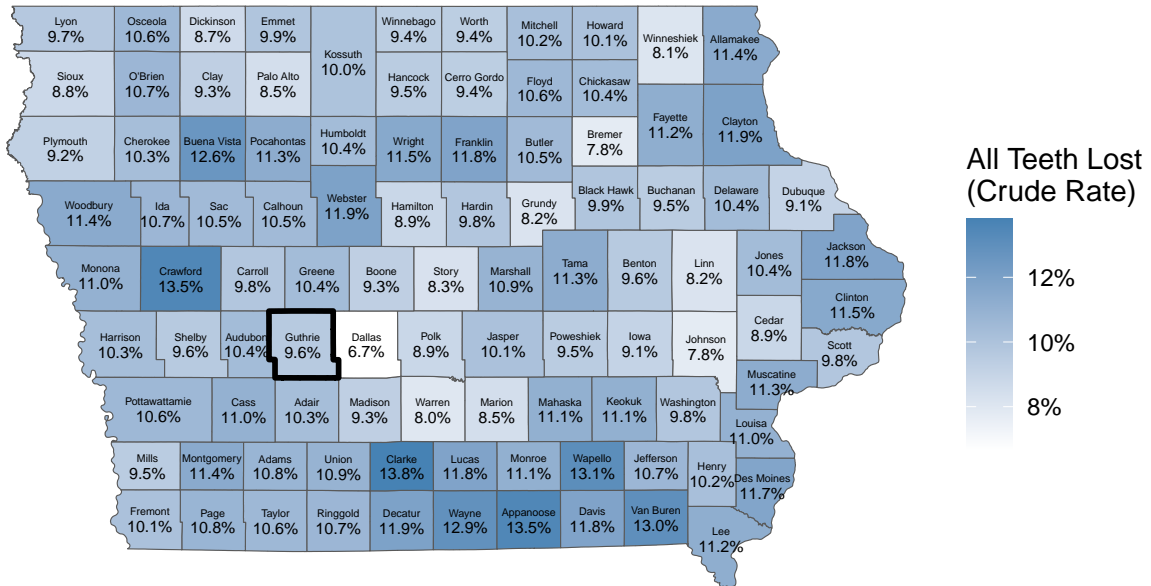 Lyon
9.7%
Osceola
10.6%
Dickinson
8.7%
Emmet
9.9%
Kossuth
10.0%
Winnebago
9.4%
Worth
9.4%
Mitchell
10.2%
Howard
10.1%
Winneshiek
8.1%
Allamakee
11.4%
Sioux
8.8%
O'Brien
10.7%
Clay
9.3%
Palo Alto
8.5%
Hancock
9.5%
Cerro Gordo
9.4%
Floyd
10.6%
Chickasaw
10.4%
Fayette
11.2%
Clayton
11.9%
Plymouth
9.2%
Cherokee
10.3%
Buena Vista
12.6%
Pocahontas
11.3%
Humboldt
10.4%
Wright
11.5%
Franklin
11.8%
Butler
10.5%
Bremer
7.8%
Woodbury
11.4%
Ida
10.7%
Sac
10.5%
Calhoun
10.5%
Webster
11.9%
Hamilton
8.9%
Hardin
9.8%
Grundy
8.2%
Black Hawk
9.9%
Buchanan
9.5%
Delaware
10.4%
Dubuque
9.1%
Monona
11.0%
Crawford
13.5%
Carroll
9.8%
Greene
10.4%
Boone
9.3%
Story
8.3%
Marshall
10.9%
Tama
11.3%
Benton
9.6%
Linn
8.2%
Jones
10.4%
Jackson
11.8%
Clinton
11.5%
Harrison
10.3%
Shelby
9.6%
Audubon
10.4%
Guthrie
9.6%
Dallas
6.7%
Polk
8.9%
Jasper
10.1%
Poweshiek
9.5%
Iowa
9.1%
Johnson
7.8%
Cedar
8.9%
Scott
9.8%
Muscatine
11.3%
Pottawattamie
10.6%
Cass
11.0%
Adair
10.3%
Madison
9.3%
Warren
8.0%
Marion
8.5%
Mahaska
11.1%
Keokuk
11.1%
Washington
9.8%
Louisa
11.0%
Mills
9.5%
Montgomery
11.4%
Adams
10.8%
Union
10.9%
Clarke
13.8%
Lucas
11.8%
Monroe
11.1%
Wapello
13.1%
Jefferson
10.7%
Henry
10.2%
Des Moines
11.7%
Fremont
10.1%
Page
10.8%
Taylor
10.6%
Ringgold
10.7%
Decatur
11.9%
Wayne
12.9%
Appanoose
13.5%
Davis
11.8%
Van Buren
13.0%
Lee
11.2%
All Teeth Lost
(Crude Rate)
12%
10%
8%